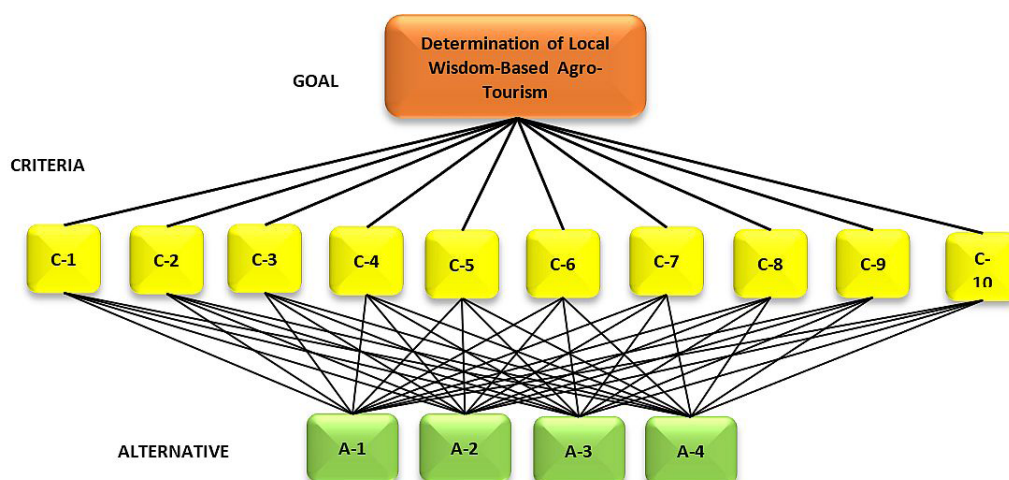 Determination of Local
Wisdom-Based Agro-
Tourism
GOAL
CRITERIA
C-1
C-2
C-3
C-4
C-5
C-6
C-7
C-8
C-9
C-
10
ALTERNATIVE
A-1
A-2
A-3
A-4